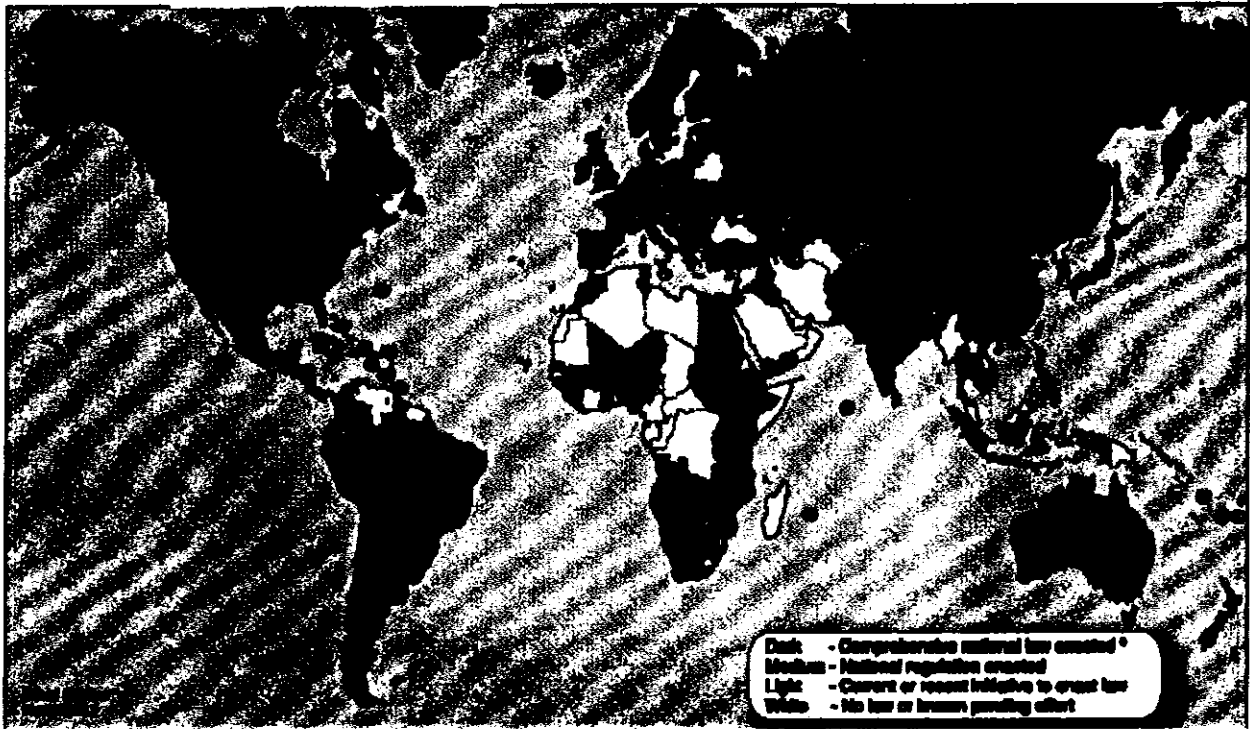 Dark - Comprehensive national law enacted *
Medium - National regulation enacted
Light - Current or recent initiative to enact law
White - No law or known pending effort